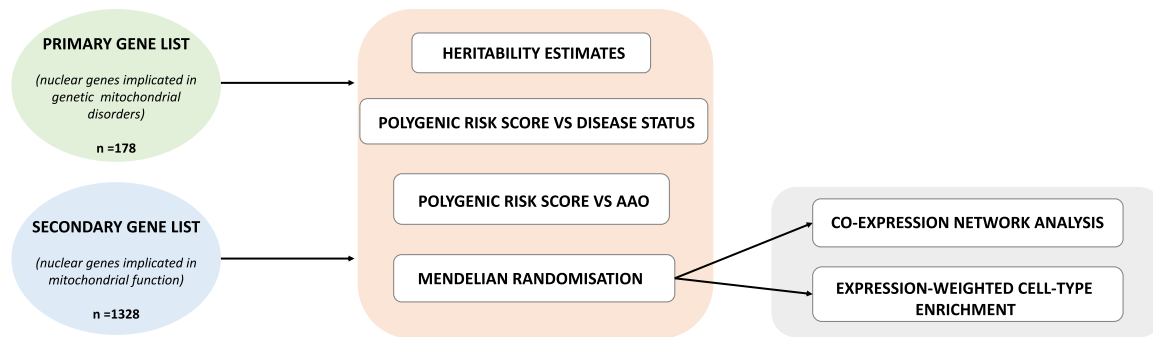 PRIMARY GENE LIST
(nuclear genes implicated in
genetic mitochondrial
disorders)
n =178
SECONDARY GENE LIST
(nuclear genes implicated in
mitochondrial function)
n =1328
HERITABILITY ESTIMATES
POLYGENIC RISK SCORE VS DISEASE STATUS
POLYGENIC RISK SCORE VS AAO
MENDELIAN RANDOMISATION
CO-EXPRESSION NETWORK ANALYSIS
EXPRESSION-WEIGHTED CELL-TYPE
ENRICHMENT